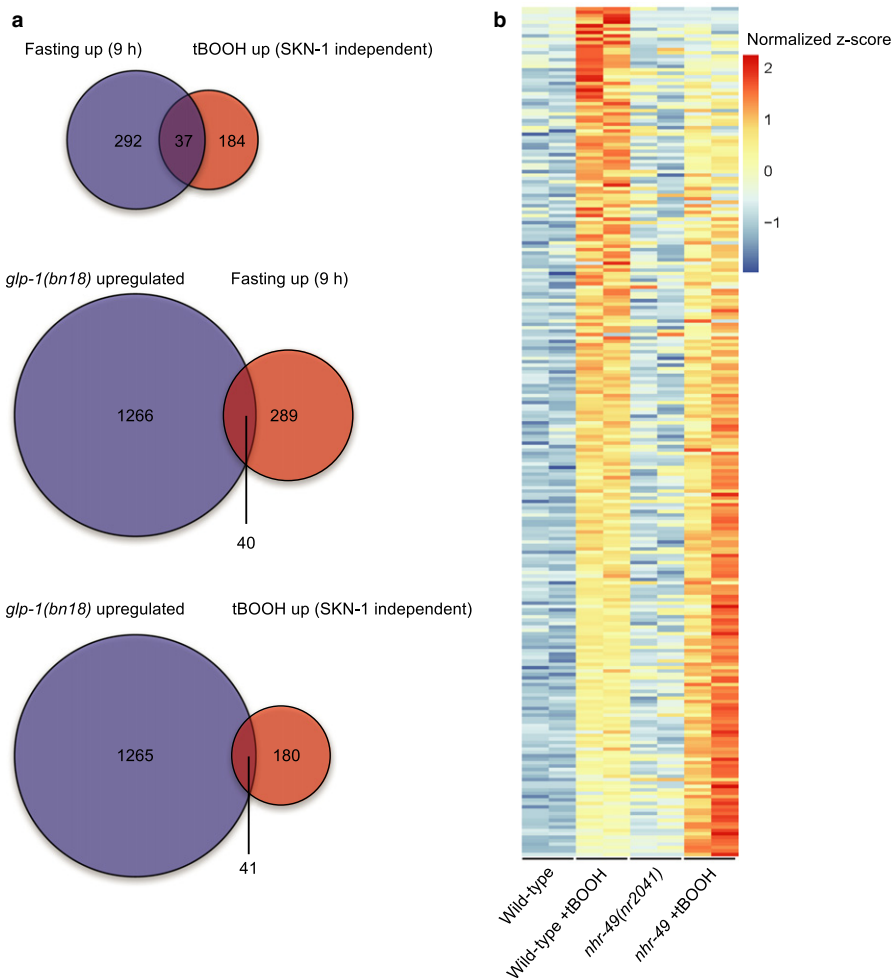 a
Fasting up (9 h)
tBOOH up (SKN-1 independent)
292
37
184
glp-1(bn18) upregulated
Fasting up (9 h)
1266
289
40
glp-1(bn18) upregulated
tBOOH up (SKN-1 independent)
1265
180
41
b
Normalized z-score
2
1
0
−1
Wild-type
Wild-type +tBOOH
nhr-49(nr2041)
nhr-49 +tBOOH